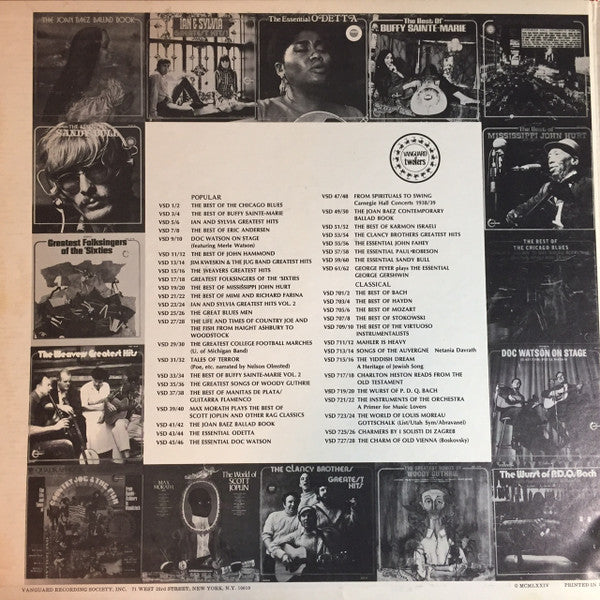 THE JOAN BAEZ BALLAD BOOK
IAN & SYLVIA
GREATEST HITS
The Essential ODETTA
The Best Of
BUFFY SAINTE-MARIE
SANDY BULL
The Best of
MISSISSIPPI JOHN HURT
VANGUARD
twofers
POPULAR
VSD 1/2 THE BEST OF THE CHICAGO BLUES
VSD 3/4 THE BEST OF BUFFY SAINTE-MARIE
VSD 5/6 IAN AND SYLVIA GREATEST HITS
VSD 7/8 THE BEST OF ERIC ANDERSEN
VSD 9/10 DOC WATSON ON STAGE
(featuring Merle Watson)
VSD 11/12 THE BEST OF JOHN HAMMOND
VSD 13/14 JIM KWESKIN & THE JUG BAND GREATEST HITS
VSD 15/16 THE WEAVERS GREATEST HITS
VSD 17/18 GREATEST FOLKSINGERS OF THE 'SIXTIES
VSD 19/20 THE BEST OF MISSISSIPPI JOHN HURT
VSD 21/22 THE BEST OF MIMI AND RICHARD FARINA
VSD 23/24 IAN AND SYLVIA GREATEST HITS VOL. 2
VSD 25/26 THE GREAT BLUES MEN
VSD 27/28 THE LIFE AND TIMES OF COUNTRY JOE AND
THE FISH FROM HAIGHT ASHBURY TO
WOODSTOCK
VSD 29/30 THE GREATEST COLLEGE FOOTBALL MARCHES
(U. of Michigan Band)
VSD 31/32 TALES OF TERROR
(Poe, etc. narrated by Nelson Olmsted)
VSD 33/34 THE BEST OF BUFFY SAINTE-MARIE VOL. 2
VSD 35/36 THE GREATEST SONGS OF WOODY GUTHRIE
VSD 37/38 THE BEST OF MANITAS DE PLATA/
GUITARRA FLAMENCO
VSD 39/40 MAX MORATH PLAYS THE BEST OF
SCOTT JOPLIN AND OTHER RAG CLASSICS
VSD 41/42 THE JOAN BAEZ BALLAD BOOK
VSD 43/44 THE ESSENTIAL ODETTA
VSD 45/46 THE ESSENTIAL DOC WATSON
VSD 47/48 FROM SPIRITUALS TO SWING
Carnegie Hall Concerts 1938/39
VSD 49/50 THE JOAN BAEZ CONTEMPORARY
BALLAD BOOK
VSD 51/52 THE BEST OF KARMON ISRAELI
VSD 53/54 THE CLANCY BROTHERS GREATEST HITS
VSD 55/56 THE ESSENTIAL JOHN FAHEY
VSD 57/58 THE ESSENTIAL PAUL ROBESON
VSD 59/60 THE ESSENTIAL SANDY BULL
VSD 61/62 GEORGE FEYER plays THE ESSENTIAL
GEORGE GERSHWIN
CLASSICAL
VSD 701/2 THE BEST OF BACH
VSD 703/4 THE BEST OF HAYDN
VSD 705/6 THE BEST OF MOZART
VSD 707/8 THE BEST OF STOKOWSKI
VSD 709/10 THE BEST OF THE VIRTUOSO
INSTRUMENTALISTS
VSD 711/12 MAHLER IS HEAVY
VSD 713/14 SONGS OF THE AUVERGNE Netania Davrath
VSD 715/16 THE YIDDISH DREAM
A Heritage of Jewish Song
VSD 717/18 CHARLTON HESTON READS FROM THE
OLD TESTAMENT
VSD 719/20 THE WURST OF P. D. Q. BACH
VSD 721/22 THE INSTRUMENTS OF THE ORCHESTRA
A Primer for Music Lovers
VSD 723/24 THE WORLD OF LOUIS MOREAU
GOTTSCHALK (List/Utah Sym/Abravanel)
VSD 725/26 CHARMERS BY I SOLISTI DI ZAGREB
VSD 727/28 THE CHARM OF OLD VIENNA (Boskovsky)
Greatest Folksingers
of the 'Sixties
THE BEST OF
THE CHICAGO BLUES
The Weavers' Greatest Hits
DOC WATSON ON STAGE
COUNTRY JOE & THE FISH
MAX
MORATH
The World of
SCOTT
JOPLIN
THE CLANCY BROTHERS
GREATEST
HITS
THE GREATEST SONGS OF
WOODY GUTHRIE
The Wurst of P.D.Q. Bach
VANGUARD RECORDING SOCIETY, INC. 71 WEST 23rd STREET, NEW YORK, N.Y. 10010
© MCMLXXIV PRINTED IN